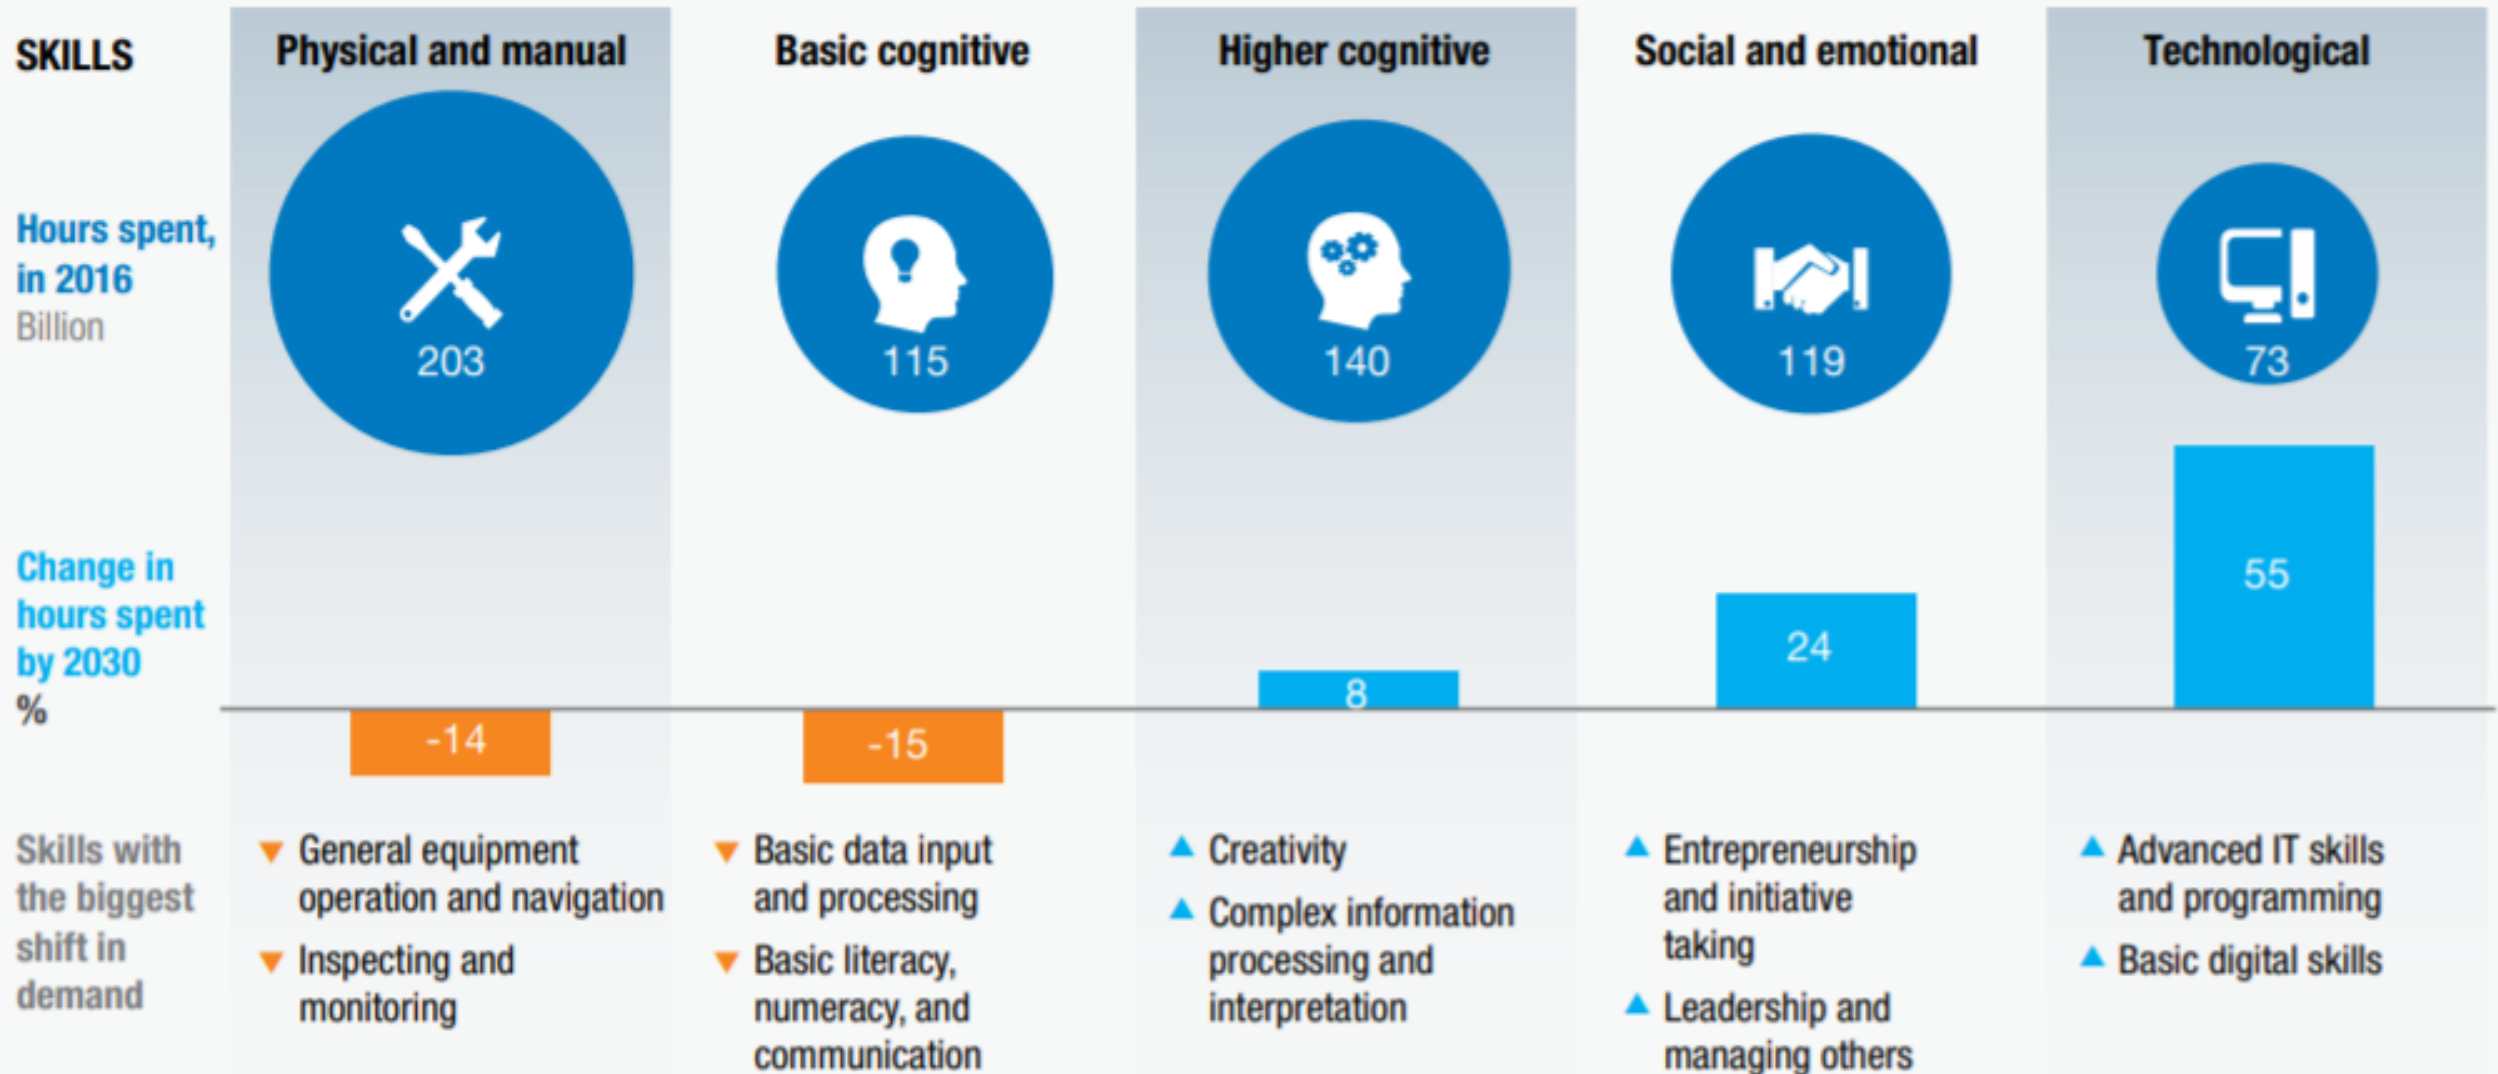 SKILLS
Physical and manual
Basic cognitive
Higher cognitive
Social and emotional
Technological
Hours spent,
in 2016
Billion
203
115
140
119
73
Change in
hours spent
by 2030
%
-14
-15
8
24
55
Skills with
the biggest
shift in
demand
▼ General equipment
operation and navigation
▼ Inspecting and
monitoring
▼ Basic data input
and processing
▼ Basic literacy,
numeracy, and
communication
▲ Creativity
▲ Complex information
processing and
interpretation
▲ Entrepreneurship
and initiative
taking
▲ Leadership and
managing others
▲ Advanced IT skills
and programming
▲ Basic digital skills